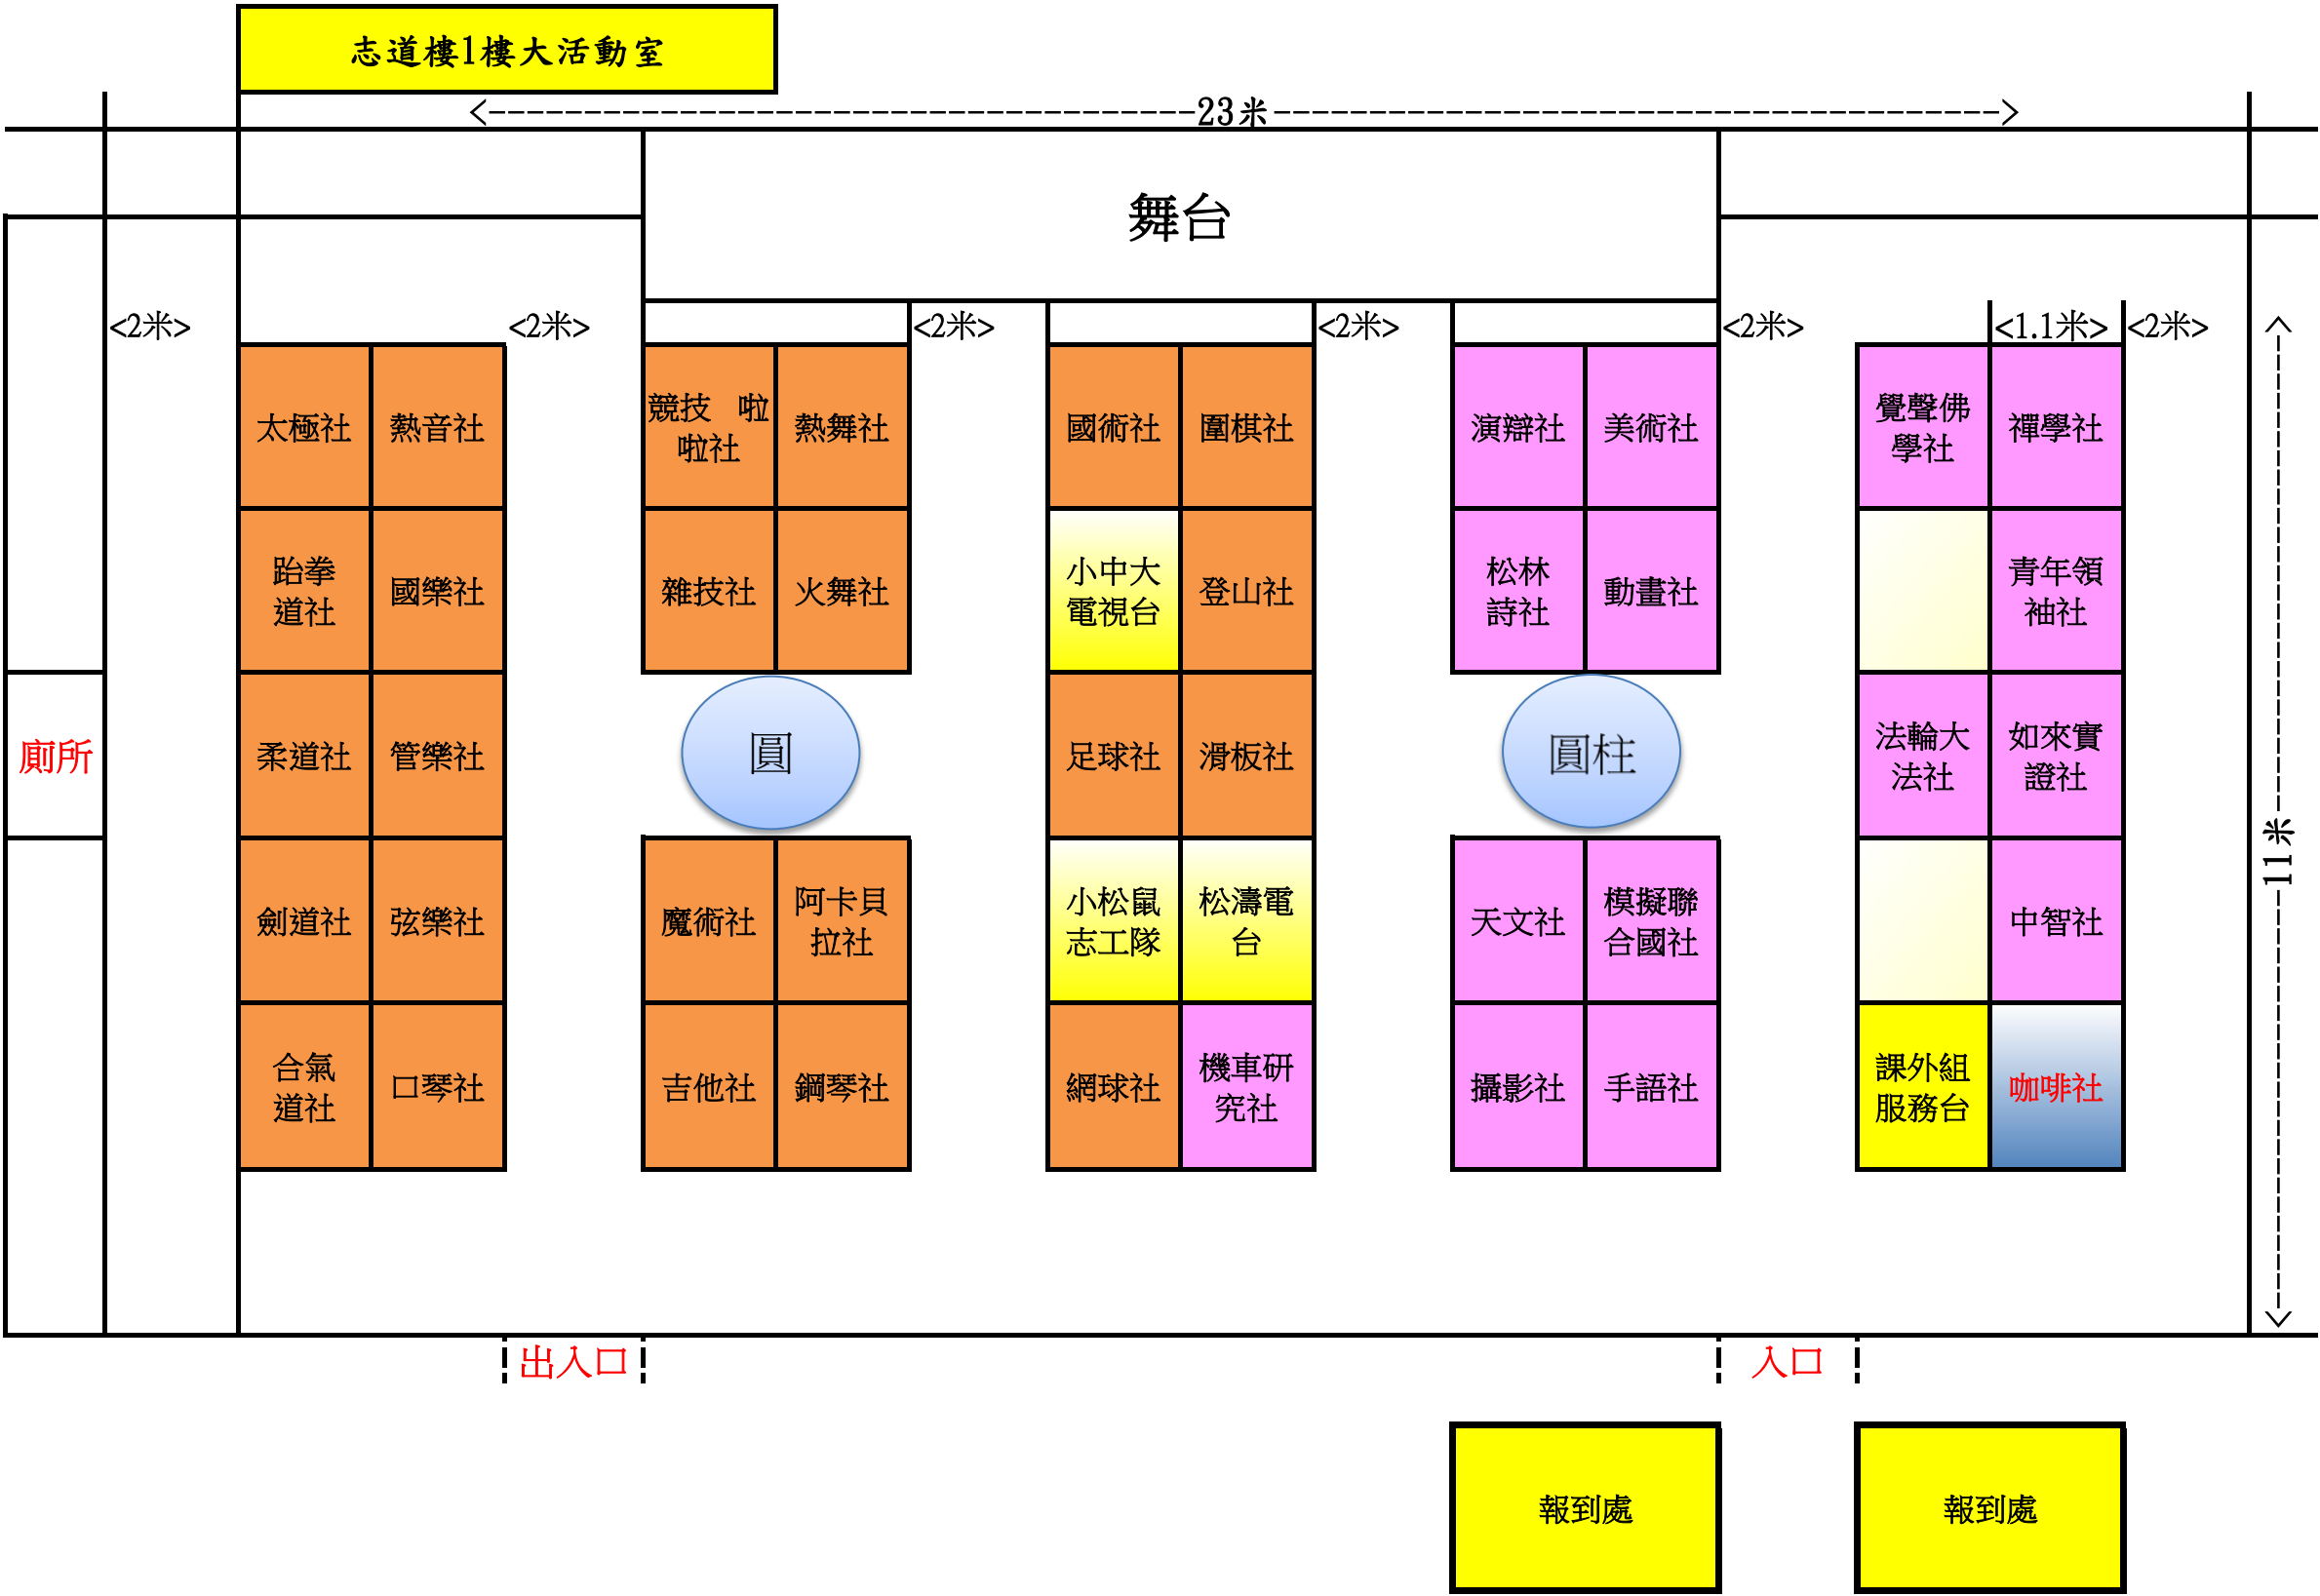 志道樓1樓大活動室
<----------23米---------->
舞台
<2米>
<2米>
<2米>
<2米>
<2米>
<1.1米>
<2米>
太極社
熱音社
競技 啦
啦社
熱舞社
國術社
圍棋社
演辯社
美術社
覺聲佛
學社
禪學社
跆拳
道社
國樂社
雜技社
火舞社
小中大
電視台
登山社
松林
詩社
動畫社
青年領
袖社
廁所
柔道社
管樂社
圓
足球社
滑板社
圓柱
法輪大
法社
如來實
證社
<----------11米---------->
劍道社
弦樂社
魔術社
阿卡貝
拉社
小松鼠
志工隊
松濤電
台
天文社
模擬聯
合國社
中智社
合氣
道社
口琴社
吉他社
鋼琴社
網球社
機車研
究社
攝影社
手語社
課外組
服務台
咖啡社
出入口
入口
報到處
報到處